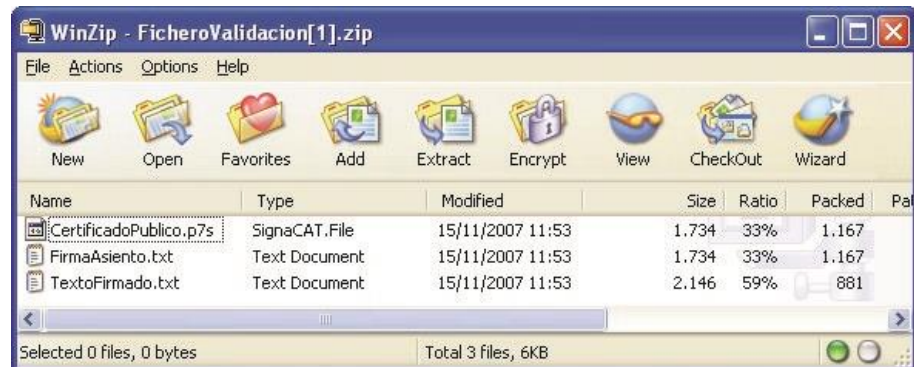 WinZip - FicheroValidacion[1].zip
File Actions Options Help
New Open Favorites Add Extract Encrypt View CheckOut Wizard
Name Type Modified Size Ratio Packed Pat
CertificadoPublico.p7s SignaCAT.File 15/11/2007 11:53 1.734 33% 1.167
FirmaAsiento.txt Text Document 15/11/2007 11:53 1.734 33% 1.167
TextoFirmado.txt Text Document 15/11/2007 11:53 2.146 59% 881
Selected 0 files, 0 bytes Total 3 files, 6KB